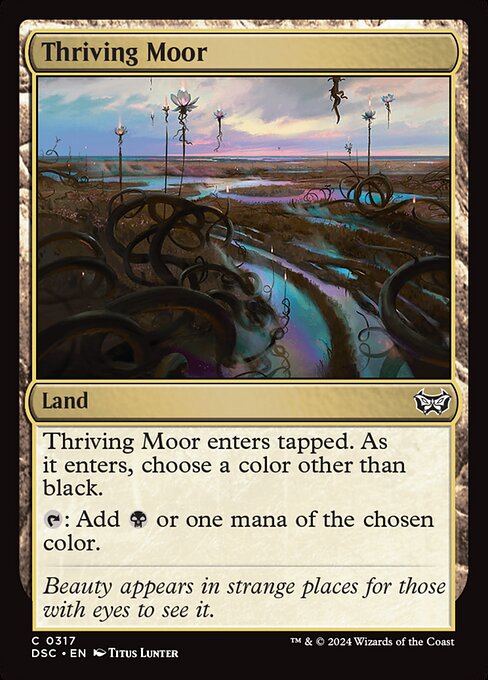 Thriving Moor
Land
Thriving Moor enters tapped. As
it enters, choose a color other than
black.
: Add or one mana of the chosen
color.
Beauty appears in strange places for those
with eyes to see it.
C 0317
DSC • EN Titus Lunter
™ & © 2024 Wizards of the Coast